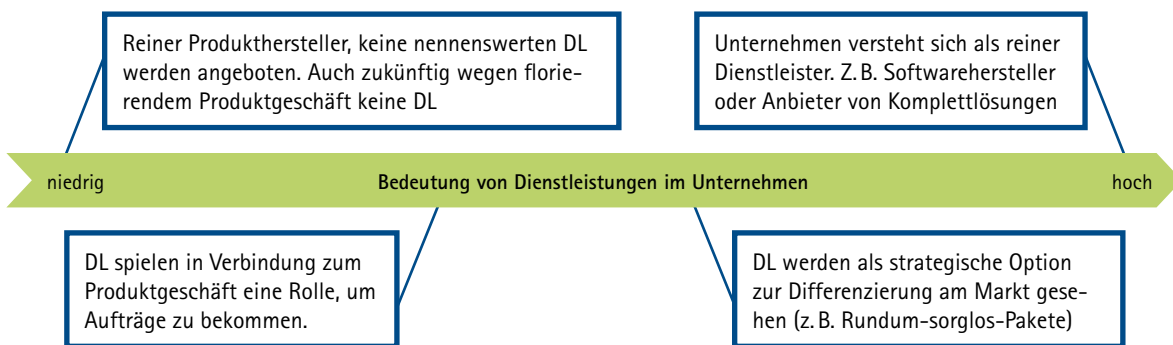 Reiner Produkthersteller, keine nennenswerten DL
werden angeboten. Auch zukünftig wegen florie-
rendem Produktgeschäft keine DL
Unternehmen versteht sich als reiner
Dienstleister. Z.B. Softwarehersteller
oder Anbieter von Komplettlösungen
niedrig Bedeutung von Dienstleistungen im Unternehmen hoch
DL spielen in Verbindung zum
Produktgeschäft eine Rolle, um
Aufträge zu bekommen.
DL werden als strategische Option
zur Differenzierung am Markt gese-
hen (z.B. Rundum-sorglos-Pakete)